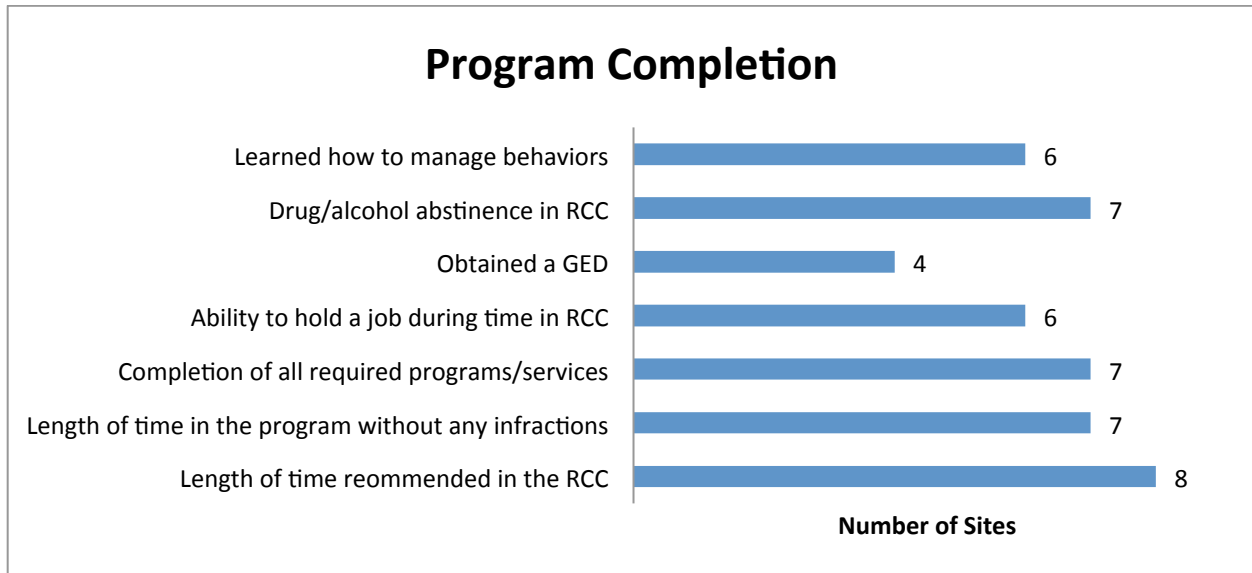 Program Completion
Learned how to manage behaviors 6
Drug/alcohol abstinence in RCC 7
Obtained a GED 4
Ability to hold a job during time in RCC 6
Completion of all required programs/services 7
Length of time in the program without any infractions 7
Length of time reommended in the RCC 8
Number of Sites